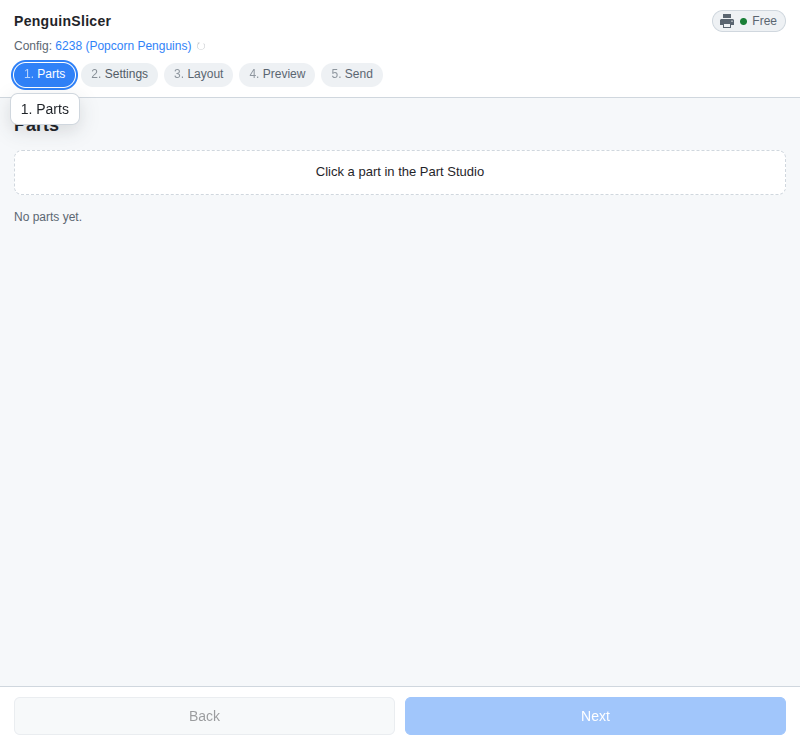 PenguinSlicer
Free
Config: 6238 (Popcorn Penguins)
1. Parts
2. Settings
3. Layout
4. Preview
5. Send
1. Parts
Parts
Click a part in the Part Studio
No parts yet.
Back
Next